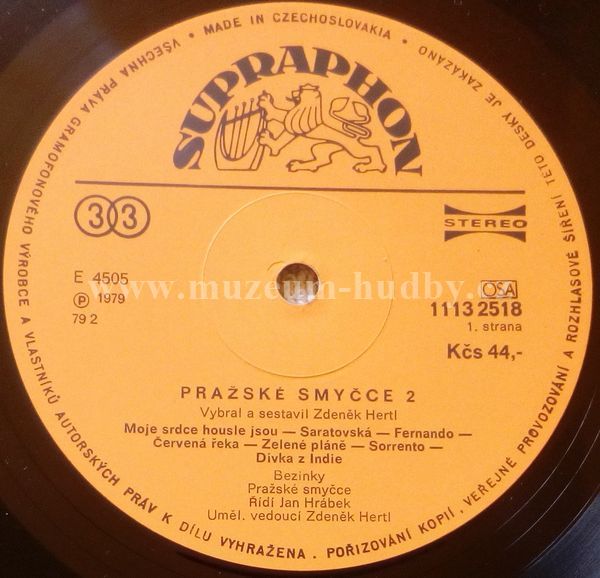 VŠECHNA PRÁVA GRAMOFONOVÉHO VÝROBCE A VLASTNÍKŮ AUTORSKÝCH PRÁV K DÍLU VYHRAŽENA . POŘIZOVÁNÍ KOPIÍ, VEŘEJNÉ PROVOZOVÁNÍ A ROZHLASOVÉ ŠÍŘENÍ TÉTO DESKY JE ZAKÁZÁNO
• MADE IN CZECHOSLOVAKIA •
SUPRAPHON
33
STEREO
E 4505
Ⓟ 1979
79 2
www.muzeum-hudby.cz
OSA
1113 2518
1. strana
Kčs 44,-
PRAŽSKÉ SMYČCE 2
Vybral a sestavil Zdeněk Hertl
Moje srdce housle jsou — Saratovská — Fernando —
Červená řeka — Zelené pláně — Sorrento —
Dívka z Indie
Bezinky
Pražské smyčce
Řídí Jan Hrábek
Uměl. vedoucí Zdeněk Hertl